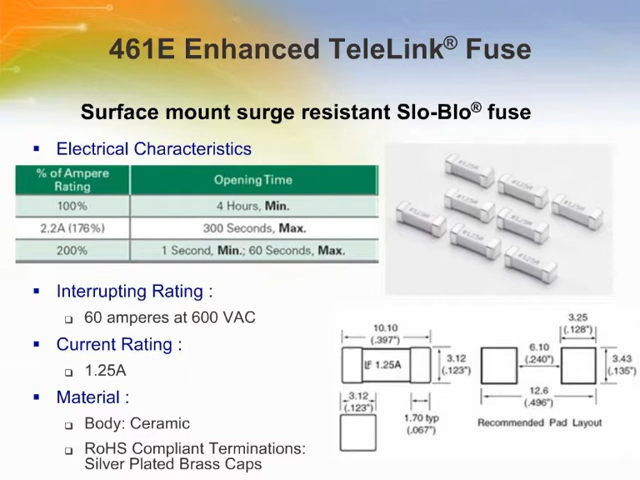 461E Enhanced TeleLink® Fuse
Surface mount surge resistant Slo-Blo® fuse
▪ Electrical Characteristics
% of Ampere Rating
Opening Time
100%
4 Hours, Min.
2.2A (176%)
300 Seconds, Max.
200%
1 Second, Min.; 60 Seconds, Max.
▪ Interrupting Rating :
❑ 60 amperes at 600 VAC
▪ Current Rating :
❑ 1.25A
▪ Material :
❑ Body: Ceramic
❑ RoHS Compliant Terminations:
Silver Plated Brass Caps
10.10
(.397")
LF 1.25A
3.12
(.123")
3.12
(.123")
1.70 typ
(.067")
3.25
(.128")
6.10
(.240")
3.43
(.135")
12.6
(.496")
Recommended Pad Layout